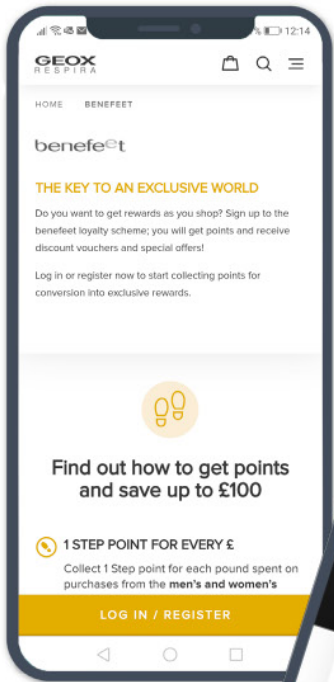 12:14
GEOX
RESPIRA
HOME BENEFEET
benefeet
THE KEY TO AN EXCLUSIVE WORLD
Do you want to get rewards as you shop? Sign up to the
benefeet loyalty scheme; you will get points and receive
discount vouchers and special offers!
Log in or register now to start collecting points for
conversion into exclusive rewards.
Find out how to get points
and save up to £100
1 STEP POINT FOR EVERY £
Collect 1 Step point for each pound spent on
purchases from the men's and women's
LOG IN / REGISTER